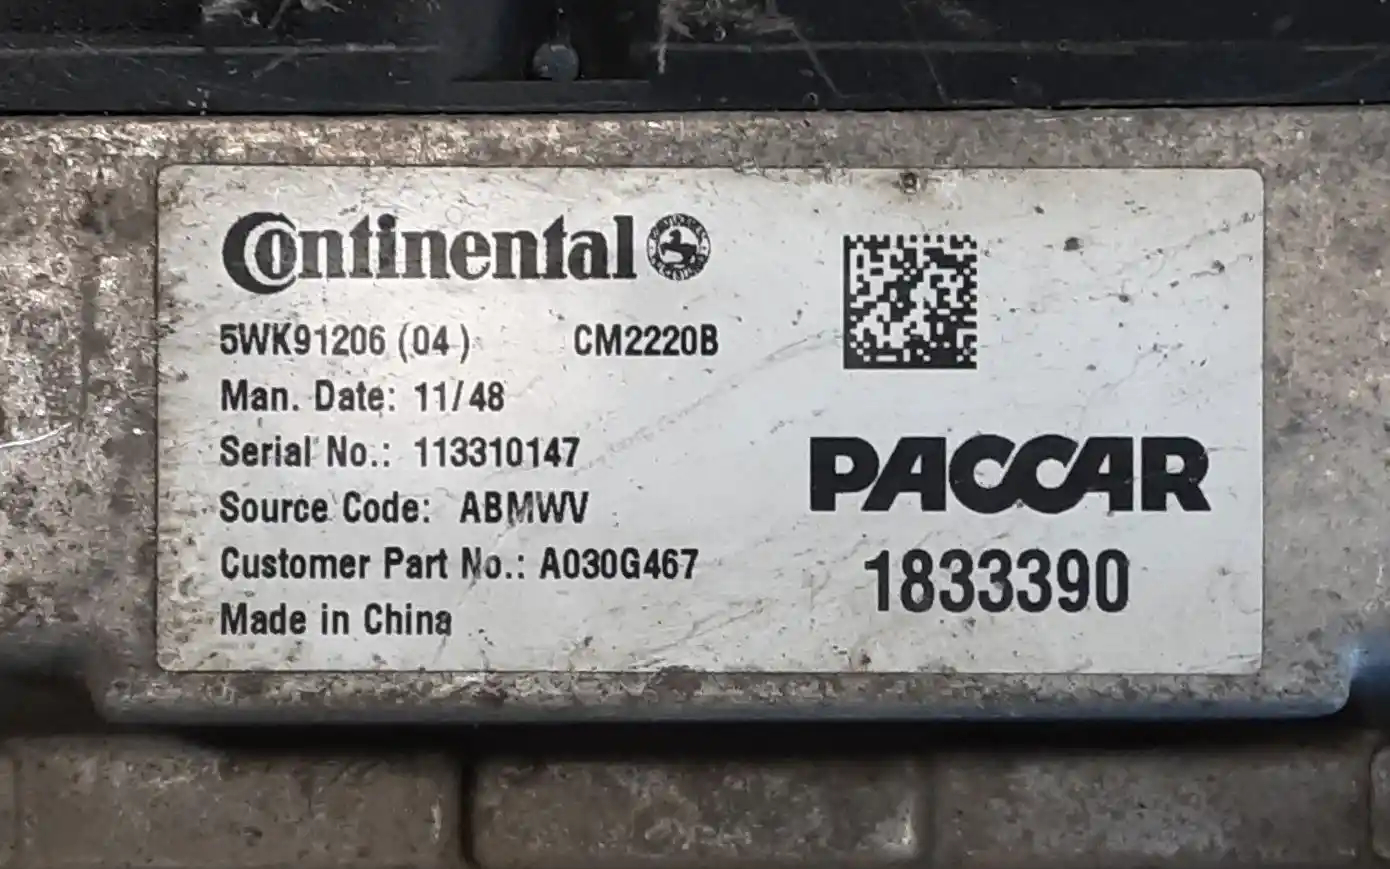 Continental
5WK91206 (04) CM2220B
Man. Date: 11/48
Serial No.: 113310147
Source Code: ABMWV
Customer Part No.: A030G467
Made in China
PACCAR
1833390